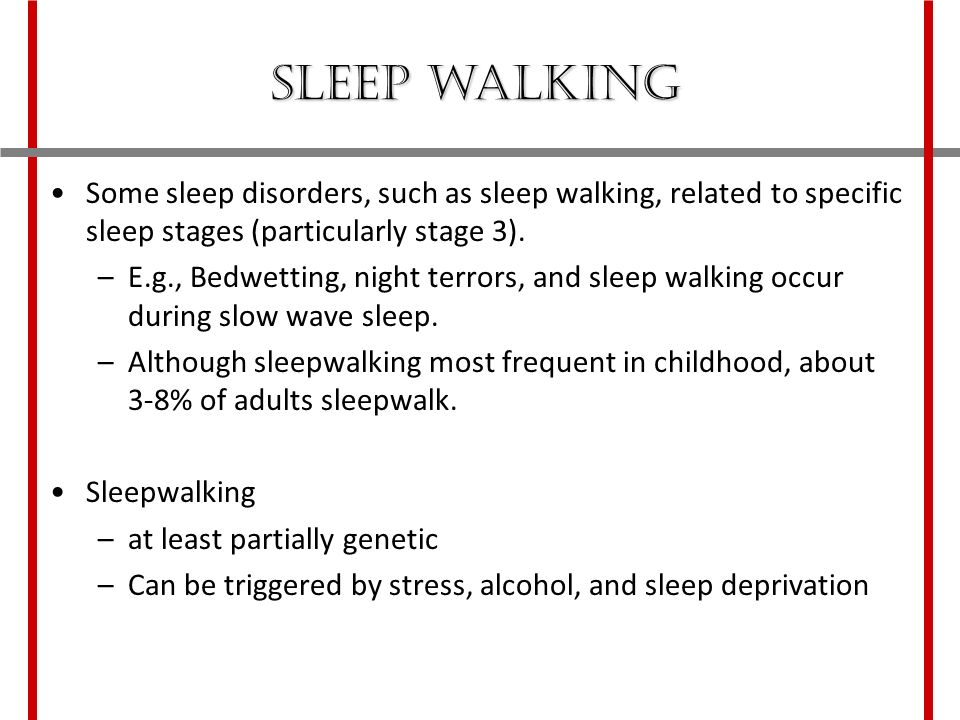 SLEEP WALKING
• Some sleep disorders, such as sleep walking, related to specific
sleep stages (particularly stage 3).
– E.g., Bedwetting, night terrors, and sleep walking occur
during slow wave sleep.
– Although sleepwalking most frequent in childhood, about
3-8% of adults sleepwalk.
• Sleepwalking
– at least partially genetic
– Can be triggered by stress, alcohol, and sleep deprivation